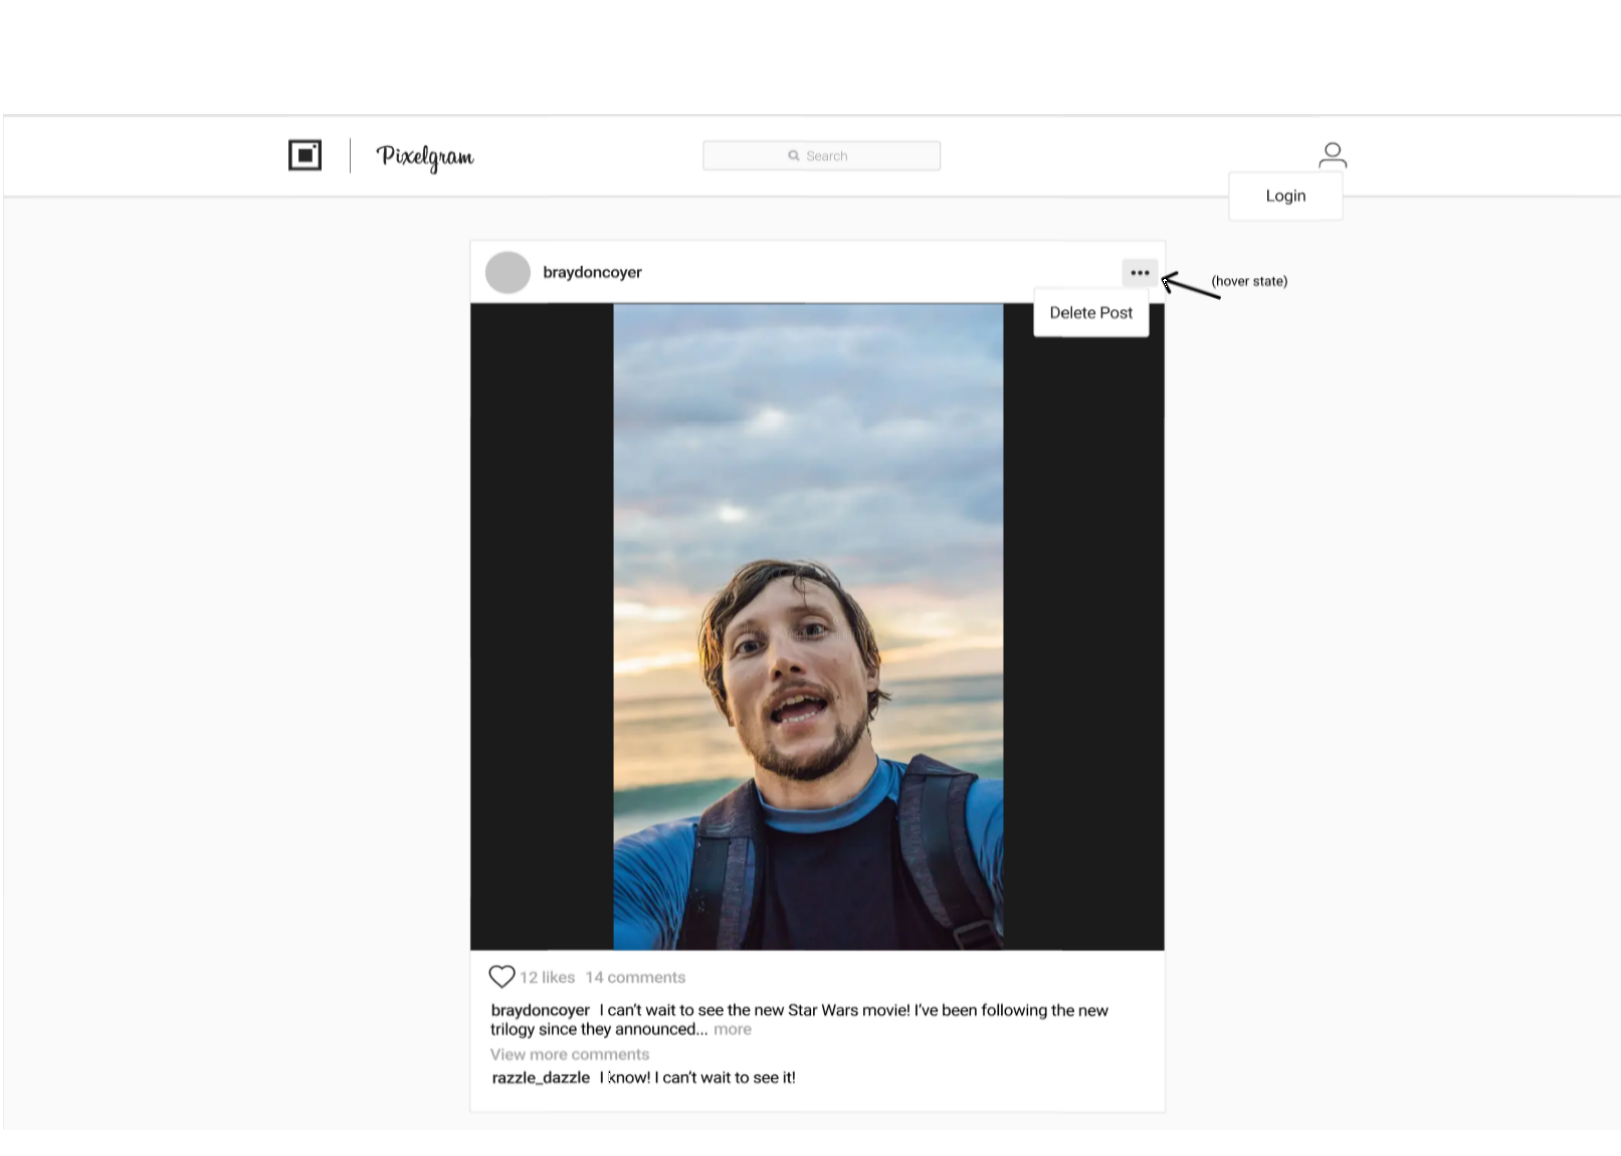 Pixelgram
Search
Login
braydoncoyer
(hover state)
Delete Post
12 likes 14 comments
braydoncoyer I can't wait to see the new Star Wars movie! I've been following the new
trilogy since they announced... more
View more comments
razzle_dazzle I know! I can't wait to see it!